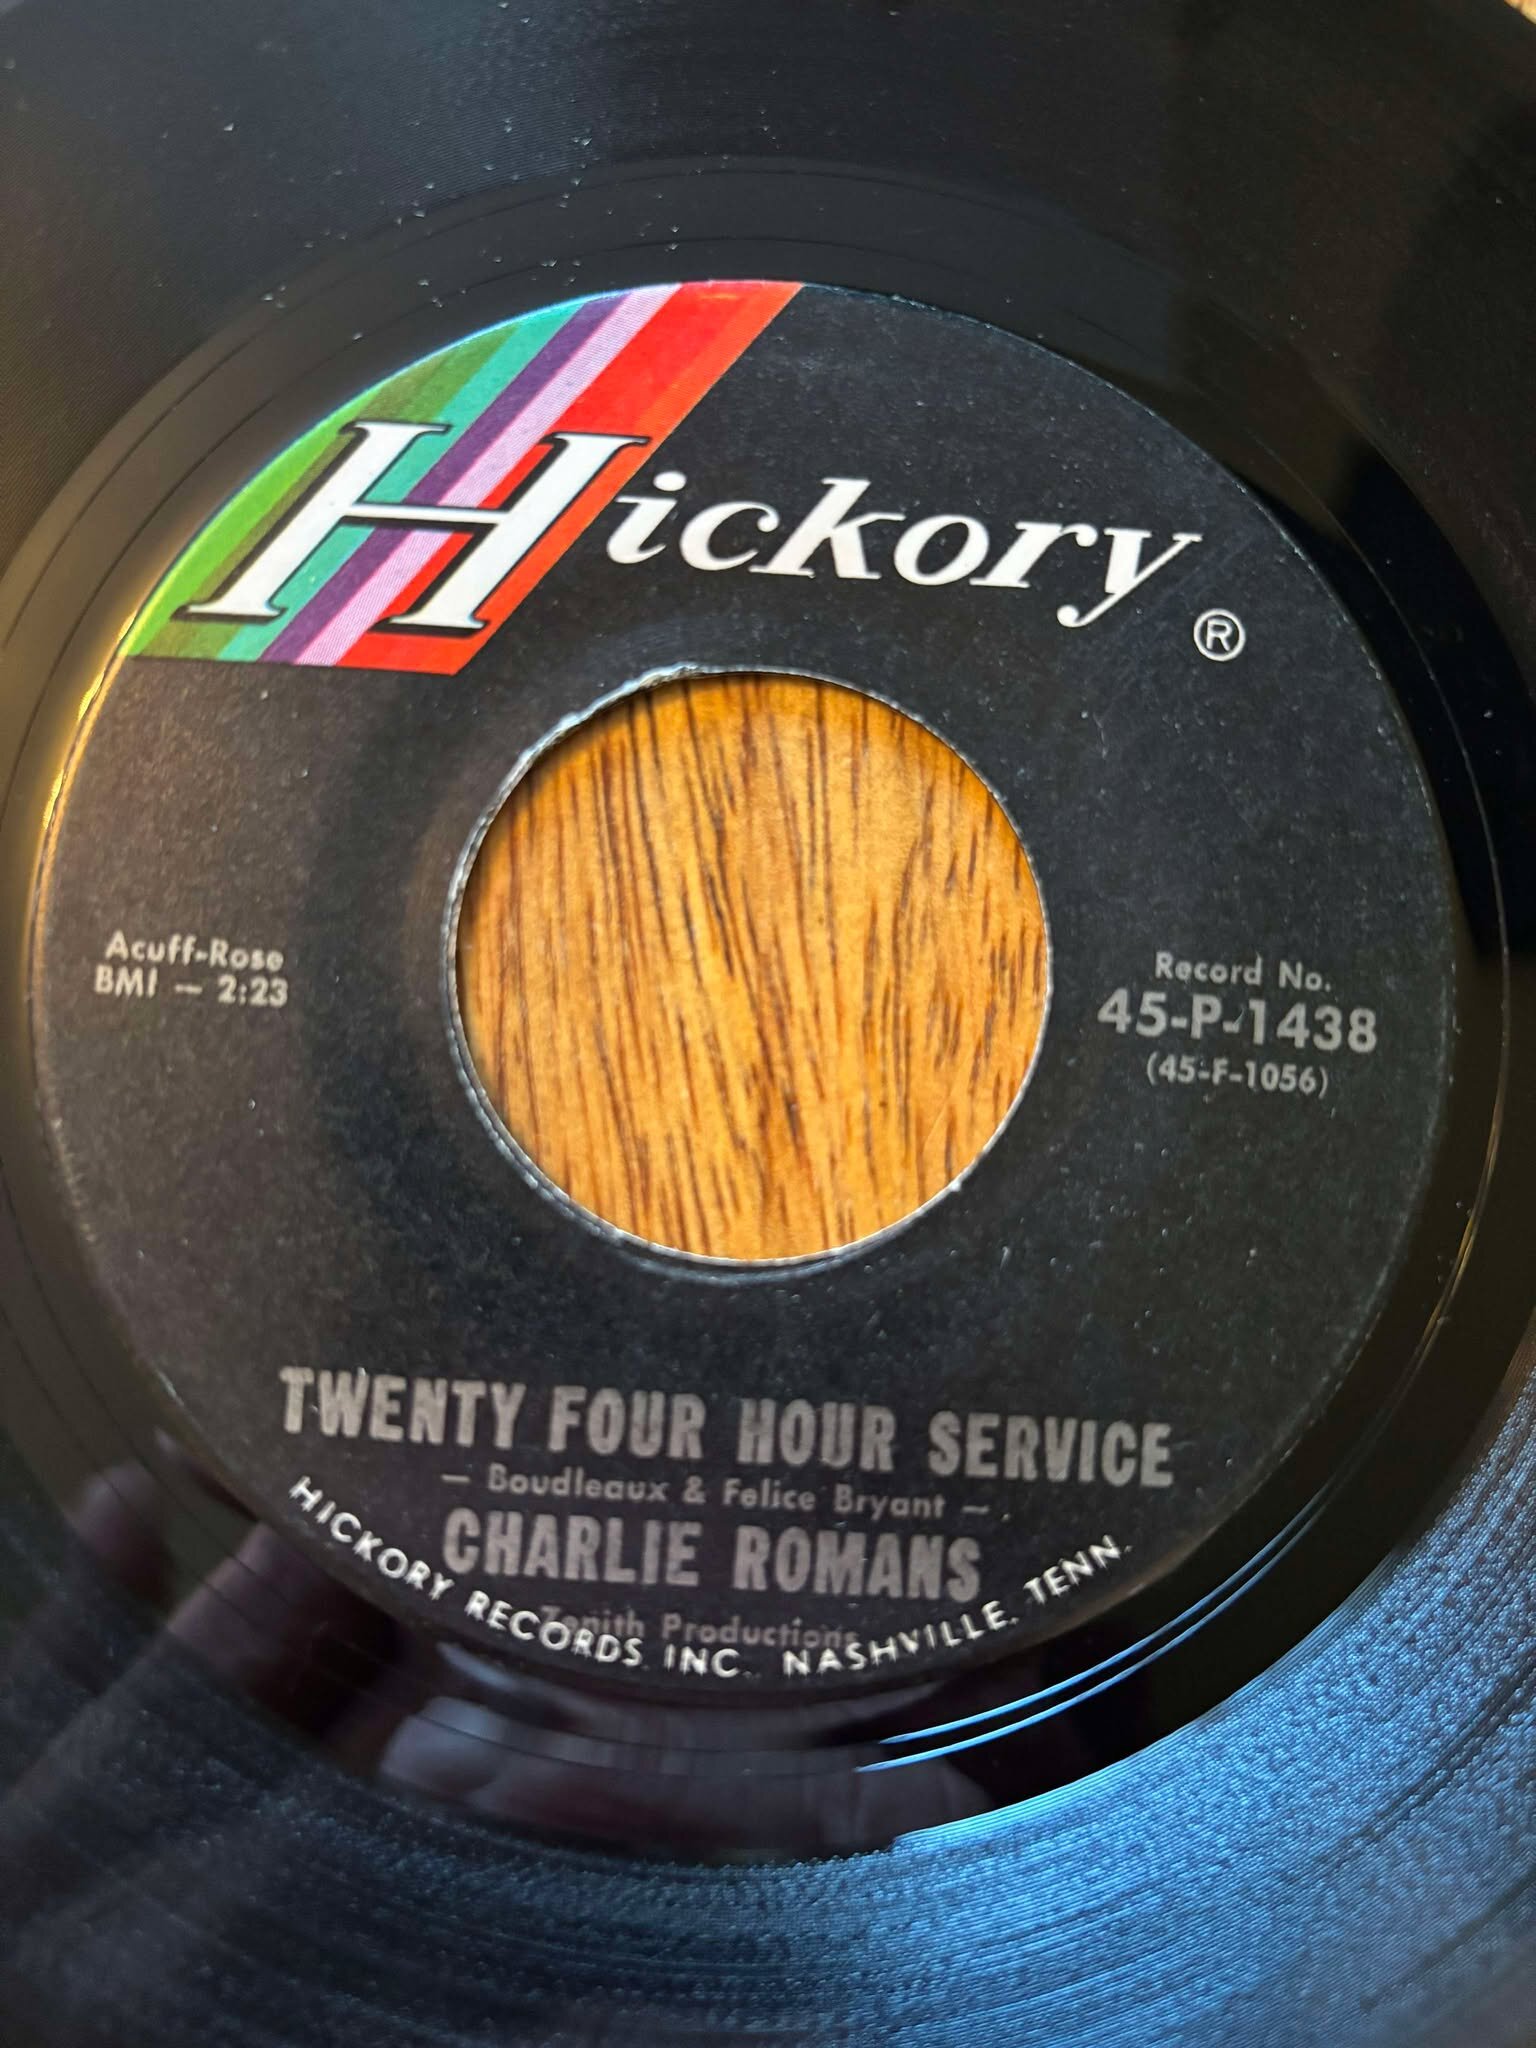 Hickory ®
Acuff-Rose
BMI — 2:23
Record No.
45-P-1438
(45-F-1056)
TWENTY FOUR HOUR SERVICE
— Boudleaux & Felice Bryant —
CHARLIE ROMANS
Zenith Productions
HICKORY RECORDS, INC., NASHVILLE, TENN.